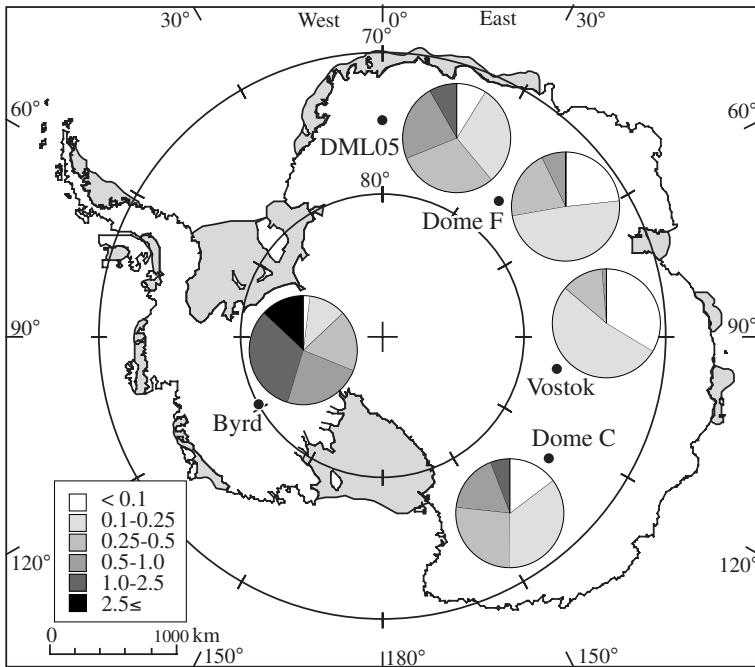 30° West 0° East 30°
70°
60° 60°
DML05
80°
Dome F
90° 90°
Vostok
Byrd
Dome C
< 0.1
0.1-0.25
0.25-0.5
0.5-1.0
1.0-2.5
2.5≤
120° 120°
0 1000 km
150° 180° 150°